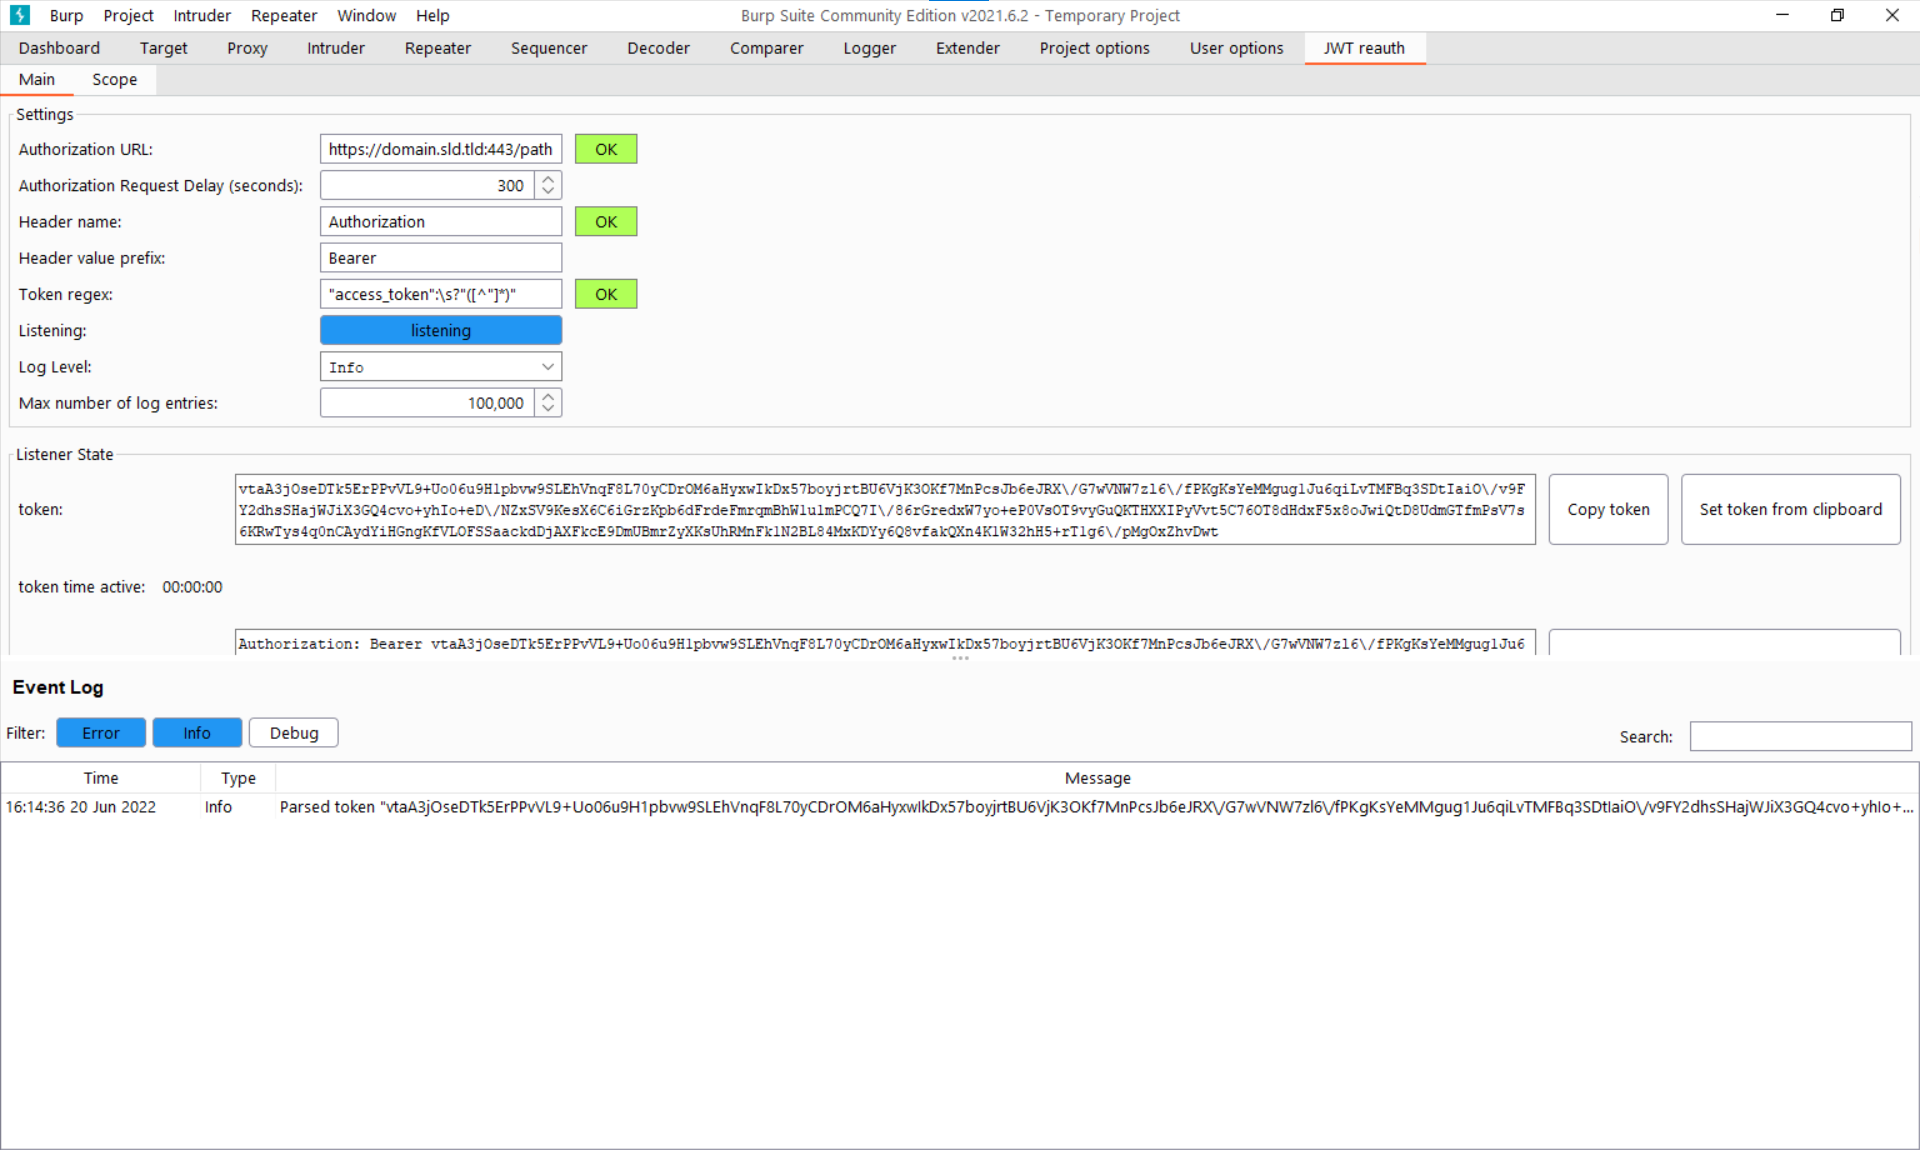 Burp Project Intruder Repeater Window Help
Burp Suite Community Edition v2021.6.2 - Temporary Project
Dashboard Target Proxy Intruder Repeater Sequencer Decoder Comparer Logger Extender Project options User options JWT reauth
Main Scope
Settings
Authorization URL: https://domain.sld.tld:443/path OK
Authorization Request Delay (seconds): 300
Header name: Authorization OK
Header value prefix: Bearer
Token regex: "access_token":\s?"([^"]*)" OK
Listening: listening
Log Level: Info
Max number of log entries: 100,000
Listener State
token:
vtaA3jOseDTk5ErPPvVL9+Uo06u9H1pbvw9SLEhVnqF8L70yCDrOM6aHyxwIkDx57boyjrtBU6VjK3OKf7MnPcsJb6eJRX\/G7wVNW7zl6\/fPKgKsYeMMgug1Ju6qiLvTMFBq3SDtIaiO\/v9F
Y2dhsSHajWJiX3GQ4cvo+yhIo+eD\/NZxSV9KesX6C6iGrzKpb6dFrdeFmrqmBhW1ulmPCQ7I\/86rGredxW7yo+eP0VsOT9vyGuQKTHXXIPyVvt5C76OT8dHdxF5x8oJwiQtD8UdmGTfmPsV7s
6KRwTys4q0nCAydYiHGngKfVLOFSSaackdDjAXFkcE9DmUBmrZyXKsUhRMnFk1N2BL84MxKDYy6Q8vfakQXn4K1W32hH5+rT1g6\/pMgOxZhvDwt
Copy token
Set token from clipboard
token time active: 00:00:00
Authorization: Bearer vtaA3jOseDTk5ErPPvVL9+Uo06u9H1pbvw9SLEhVnqF8L70yCDrOM6aHyxwIkDx57boyjrtBU6VjK3OKf7MnPcsJb6eJRX\/G7wVNW7zl6\/fPKgKsYeMMgug1Ju6
Event Log
Filter: Error Info Debug
Search:
Time Type Message
16:14:36 20 Jun 2022 Info Parsed token "vtaA3jOseDTk5ErPPvVL9+Uo06u9H1pbvw9SLEhVnqF8L70yCDrOM6aHyxwIkDx57boyjrtBU6VjK3OKf7MnPcsJb6eJRX\/G7wVNW7zl6\/fPKgKsYeMMgug1Ju6qiLvTMFBq3SDtIaiO\/v9FY2dhsSHajWJiX3GQ4cvo+yhIo+...